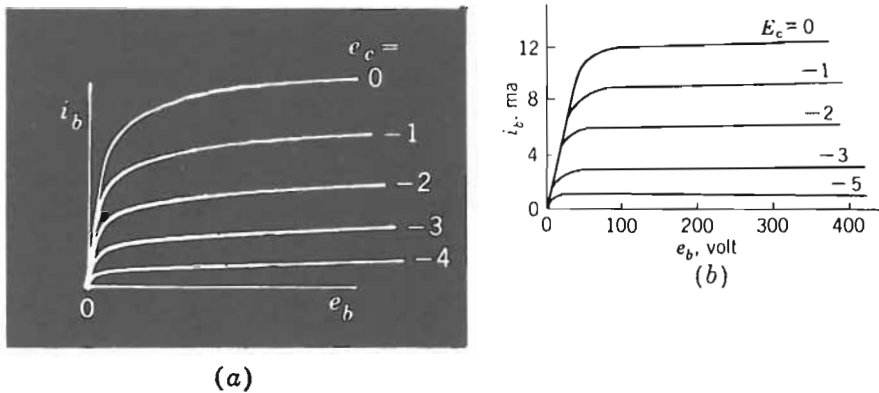 e_c =
0
i_b
-1
-2
-3
-4
0
e_b
(a)
E_c = 0
12
-1
i_b, ma
8
-2
4
-3
-5
0
0 100 200 300 400
e_b, volt
(b)